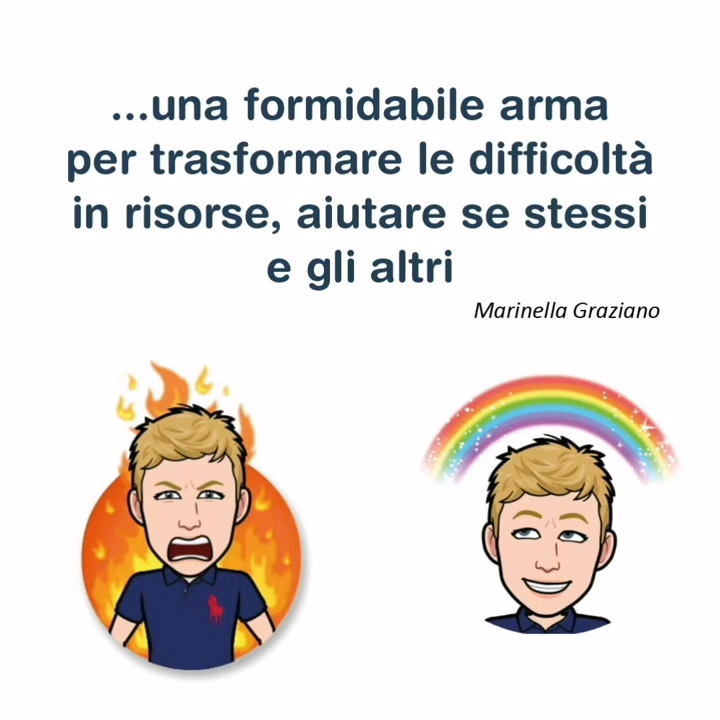 ...una formidabile arma
per trasformare le difficoltà
in risorse, aiutare se stessi
e gli altri
Marinella Graziano